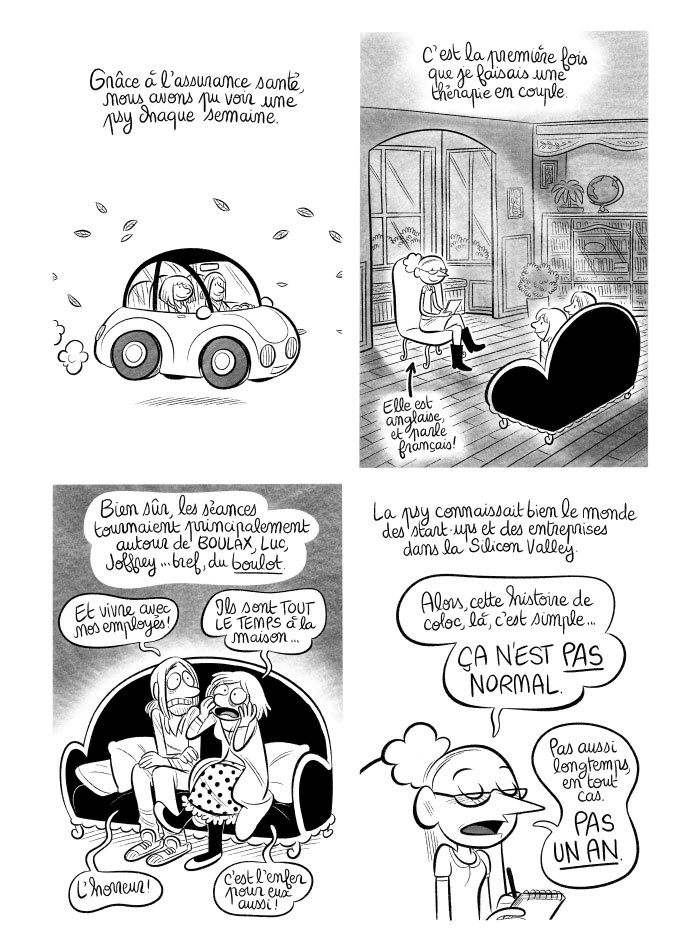 Grâce à l'assurance santé,
nous avons pu voir une
psy chaque semaine.
C'est la première fois
que je faisais une
thérapie en couple.
Elle est
anglaise,
et parle
français!
Bien sûr, les séances
tournaient principalement
autour de BOULAX, Luc,
Joffrey... bref, du boulot.
Et vivre avec
nos employés!
Ils sont TOUT
LE TEMPS à la
maison...
L'horreur!
C'est l'enfer
pour eux
aussi!
La psy connaissait bien le monde
des start-ups et des entreprises
dans la Silicon Valley.
Alors, cette histoire de
coloc, là, c'est simple...
ÇA N'EST PAS
NORMAL.
Pas aussi
longtemps,
en tout
cas.
PAS
UN AN.